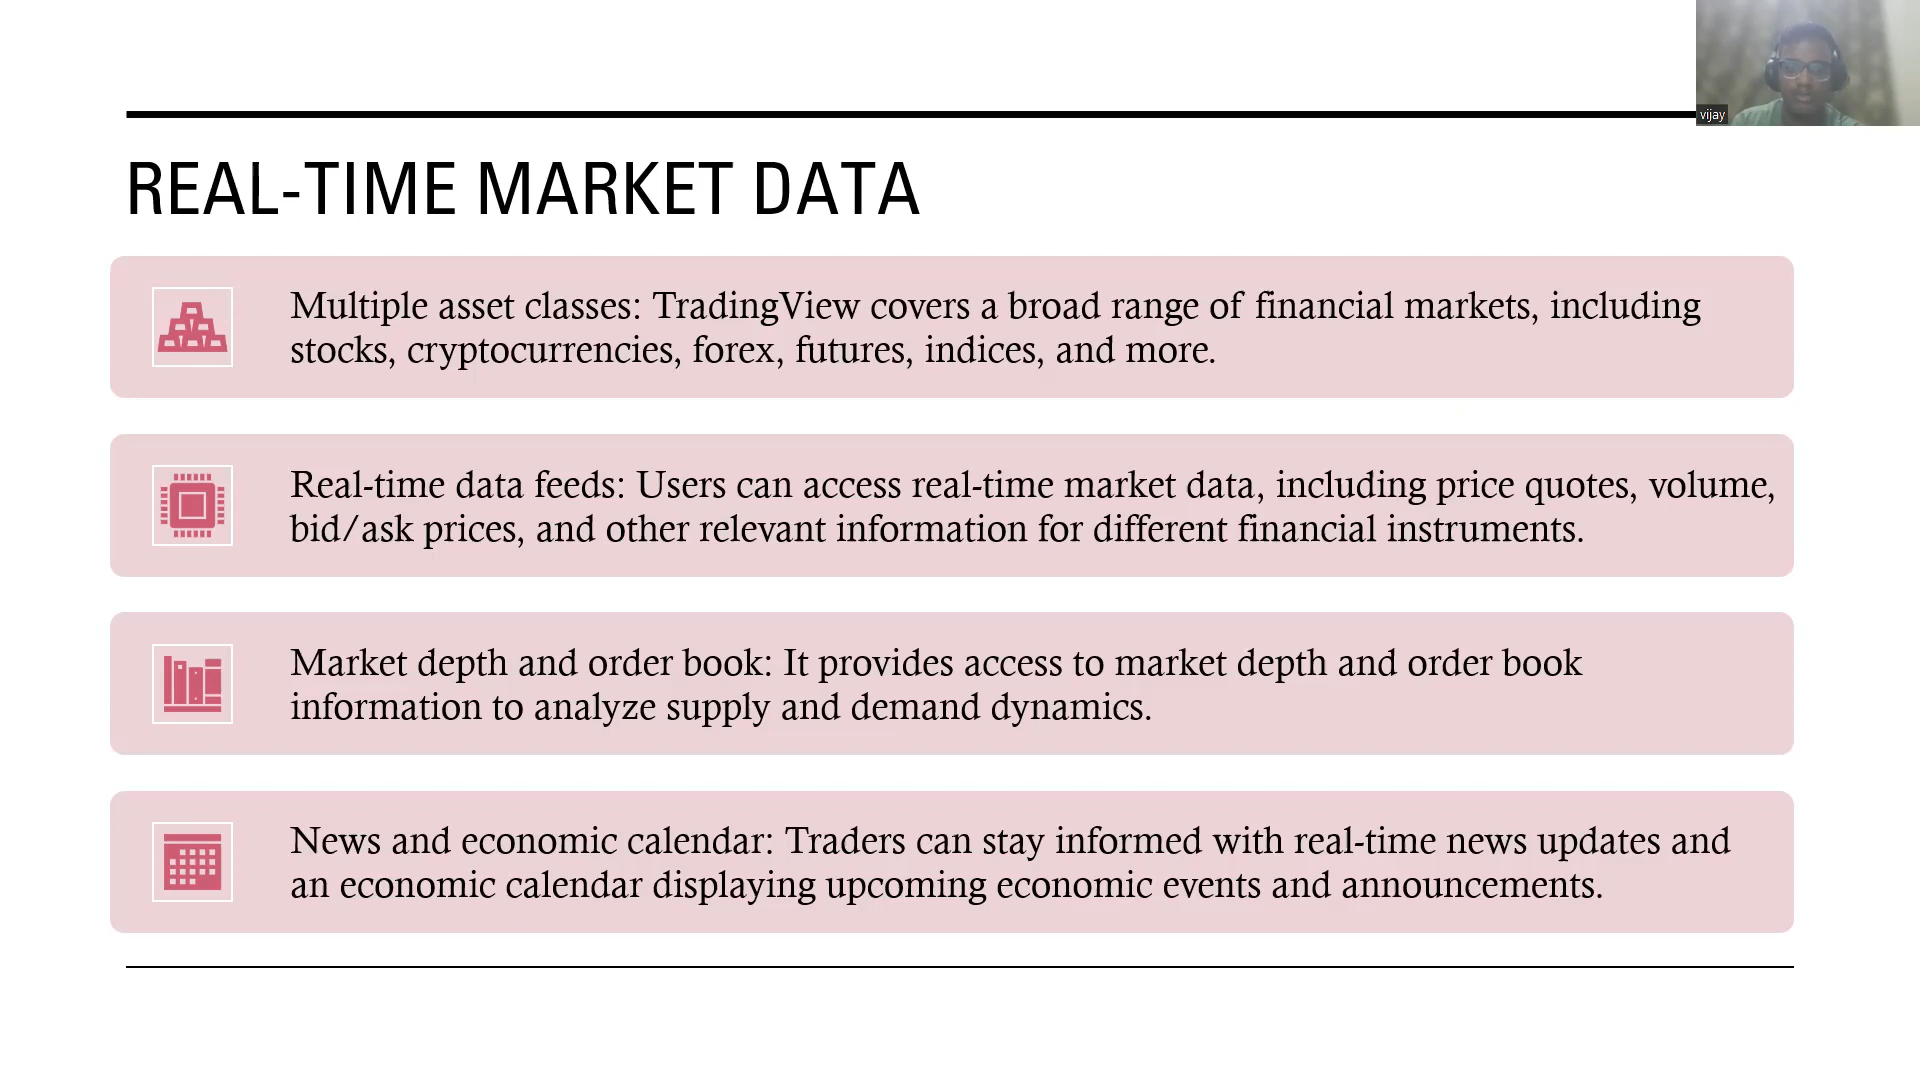 vijay
REAL-TIME MARKET DATA
Multiple asset classes: TradingView covers a broad range of financial markets, including
stocks, cryptocurrencies, forex, futures, indices, and more.
Real-time data feeds: Users can access real-time market data, including price quotes, volume,
bid/ask prices, and other relevant information for different financial instruments.
Market depth and order book: It provides access to market depth and order book
information to analyze supply and demand dynamics.
News and economic calendar: Traders can stay informed with real-time news updates and
an economic calendar displaying upcoming economic events and announcements.